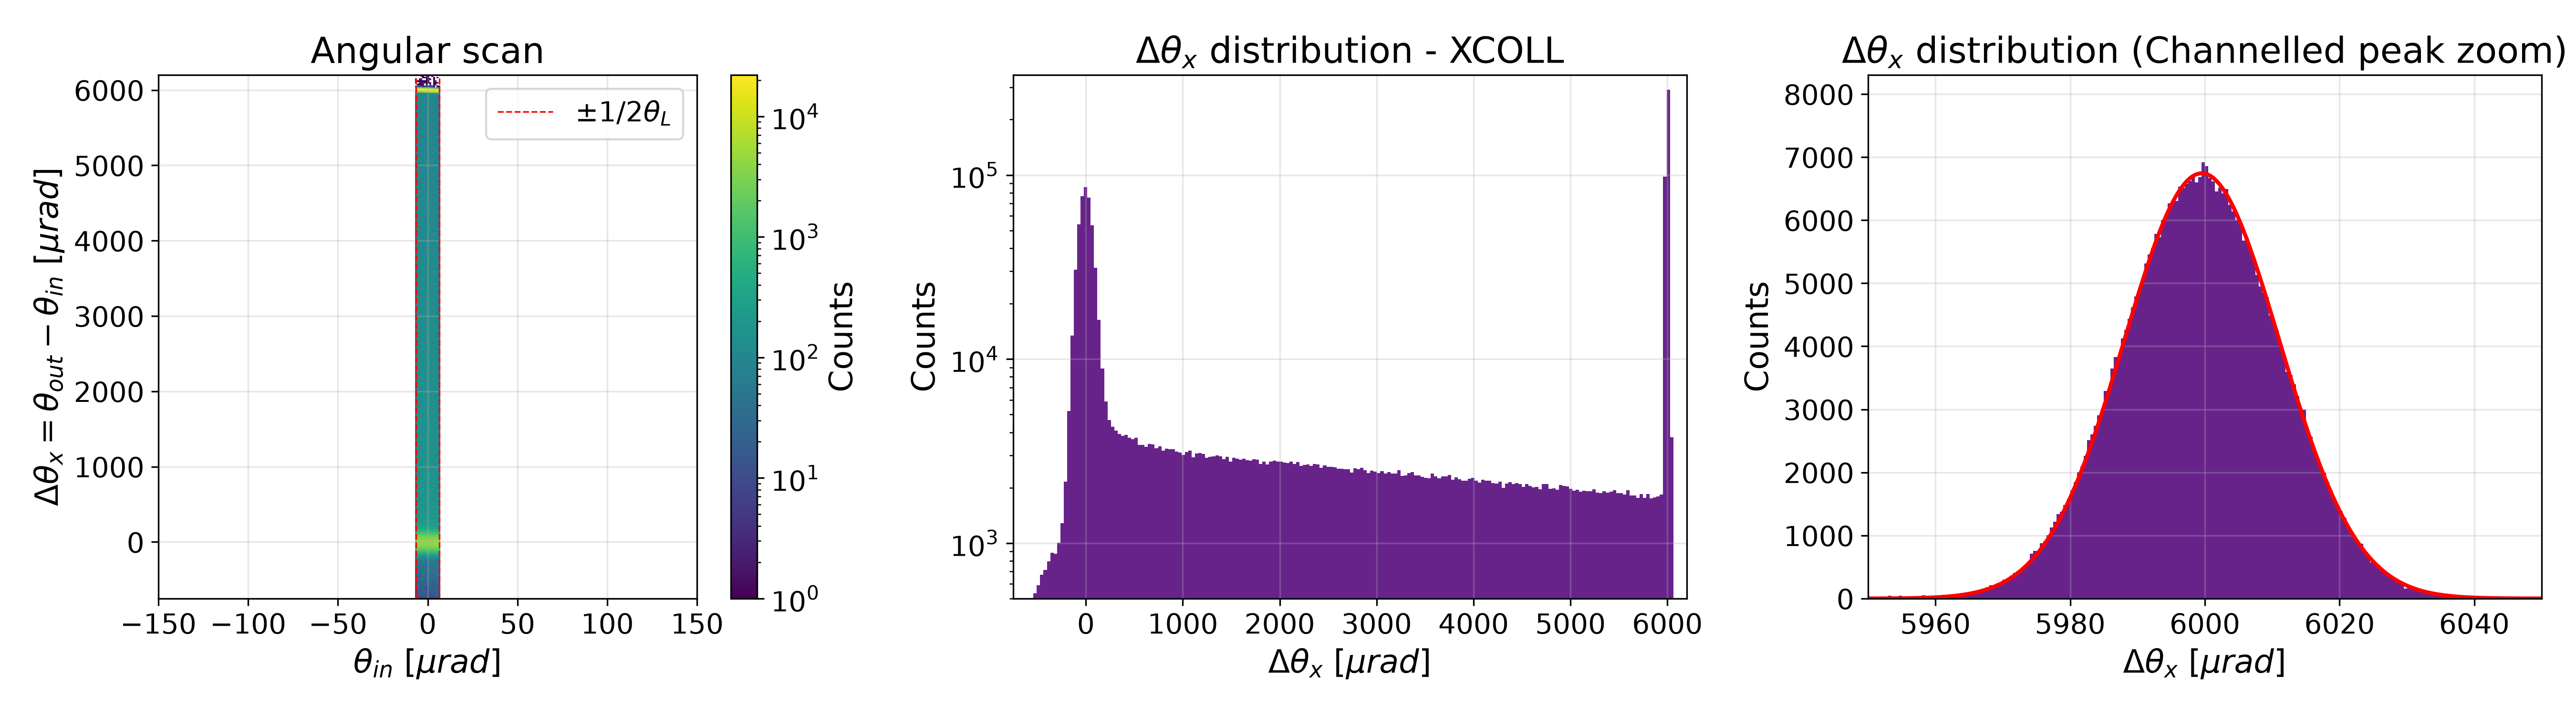 Angular scan
Δθx = θout − θin [μrad]
6000
5000
4000
3000
2000
1000
0
−150 −100 −50 0 50 100 150
θin [μrad]
±1/2θL
10^4
10^3
10^2
10^1
10^0
Counts
Δθx distribution - XCOLL
Counts
10^5
10^4
10^3
0 1000 2000 3000 4000 5000 6000
Δθx [μrad]
Δθx distribution (Channelled peak zoom)
Counts
8000
7000
6000
5000
4000
3000
2000
1000
0
5960 5980 6000 6020 6040
Δθx [μrad]